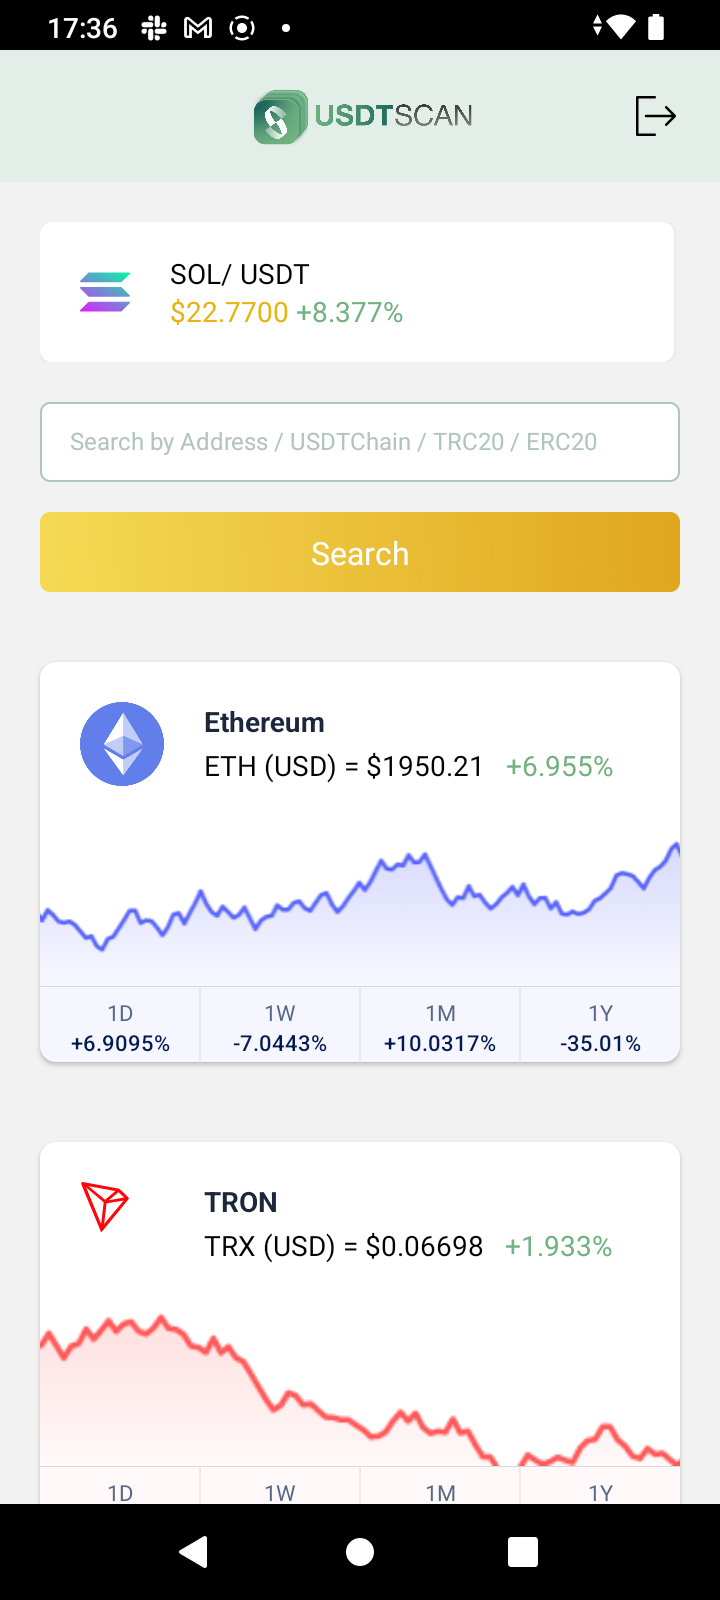 17:36
USDTSCAN
SOL/ USDT
$22.7700 +8.377%
Search by Address / USDTChain / TRC20 / ERC20
Search
Ethereum
ETH (USD) = $1950.21 +6.955%
1D 1W 1M 1Y
+6.9095% -7.0443% +10.0317% -35.01%
TRON
TRX (USD) = $0.06698 +1.933%
1D 1W 1M 1Y